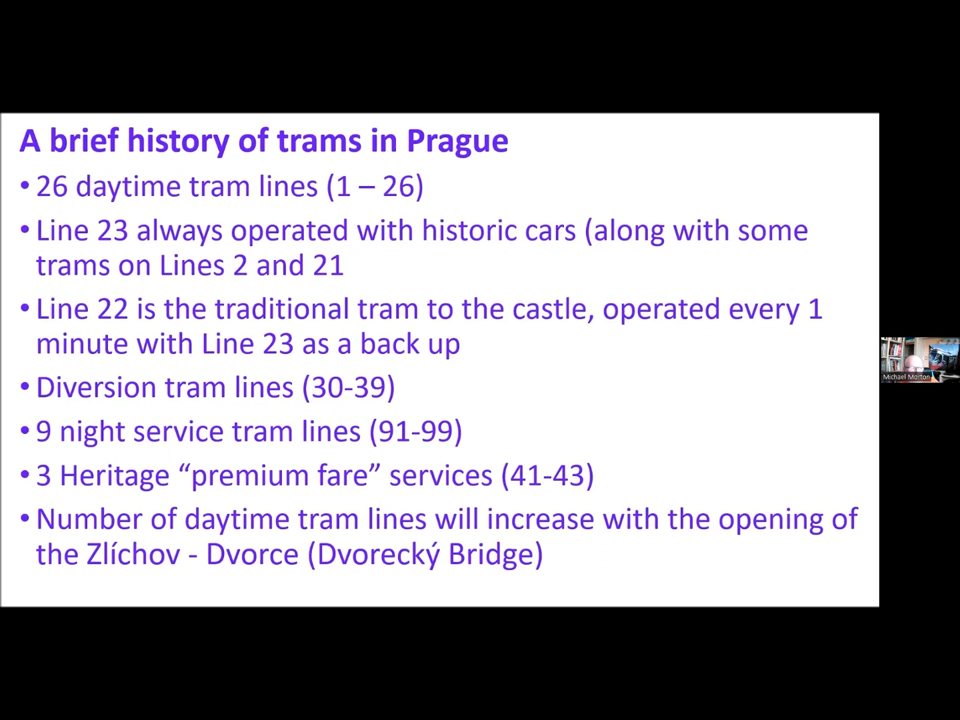 A brief history of trams in Prague
• 26 daytime tram lines (1 – 26)
• Line 23 always operated with historic cars (along with some
trams on Lines 2 and 21
• Line 22 is the traditional tram to the castle, operated every 1
minute with Line 23 as a back up
• Diversion tram lines (30-39)
• 9 night service tram lines (91-99)
• 3 Heritage “premium fare” services (41-43)
• Number of daytime tram lines will increase with the opening of
the Zlíchov - Dvorce (Dvorecký Bridge)
Michael Morton